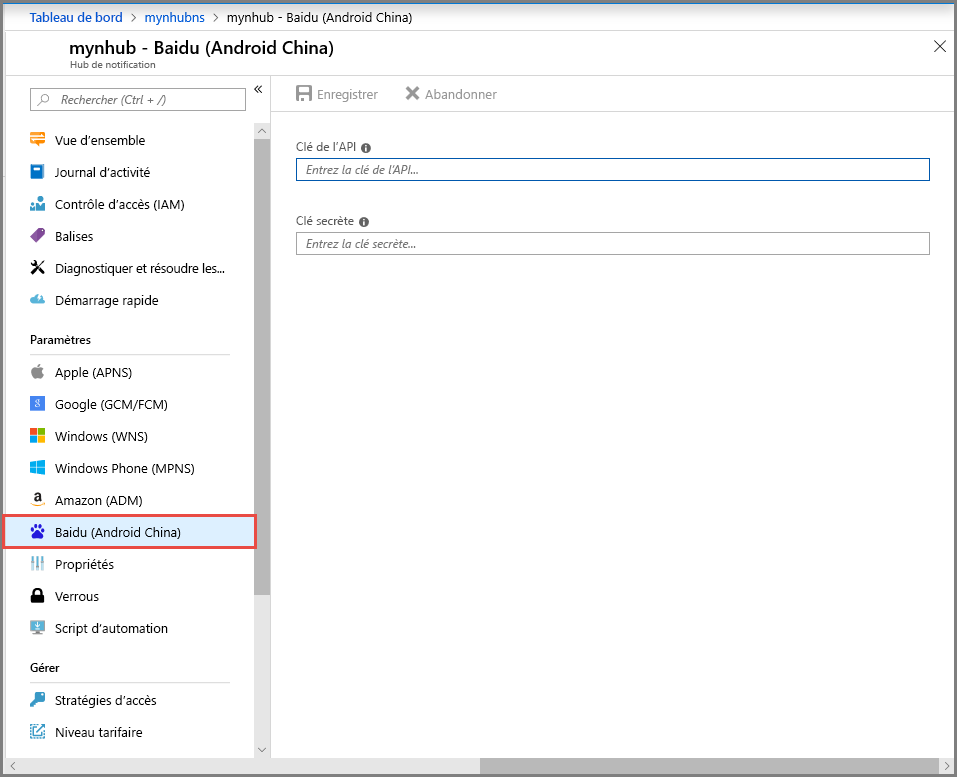 Tableau de bord > mynhubns > mynhub - Baidu (Android China)
mynhub - Baidu (Android China)
Hub de notification
Rechercher (Ctrl + /)
«
Vue d'ensemble
Journal d'activité
Contrôle d'accès (IAM)
Balises
Diagnostiquer et résoudre les...
Démarrage rapide
Paramètres
Apple (APNS)
Google (GCM/FCM)
Windows (WNS)
Windows Phone (MPNS)
Amazon (ADM)
Baidu (Android China)
Propriétés
Verrous
Script d'automation
Gérer
Stratégies d'accès
Niveau tarifaire
Enregistrer Abandonner
Clé de l'API
Entrez la clé de l'API...
Clé secrète
Entrez la clé secrète...